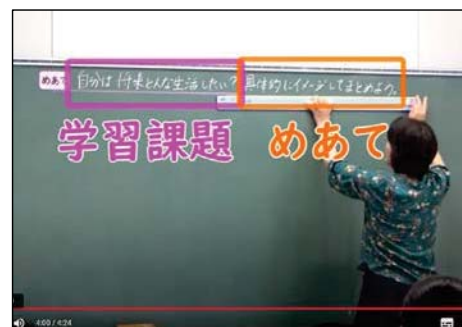 めあて 自分は 将来どんな生活したい？ 具体的にイメージしてまとめよう。
学習課題 めあて
4:00 / 4:24